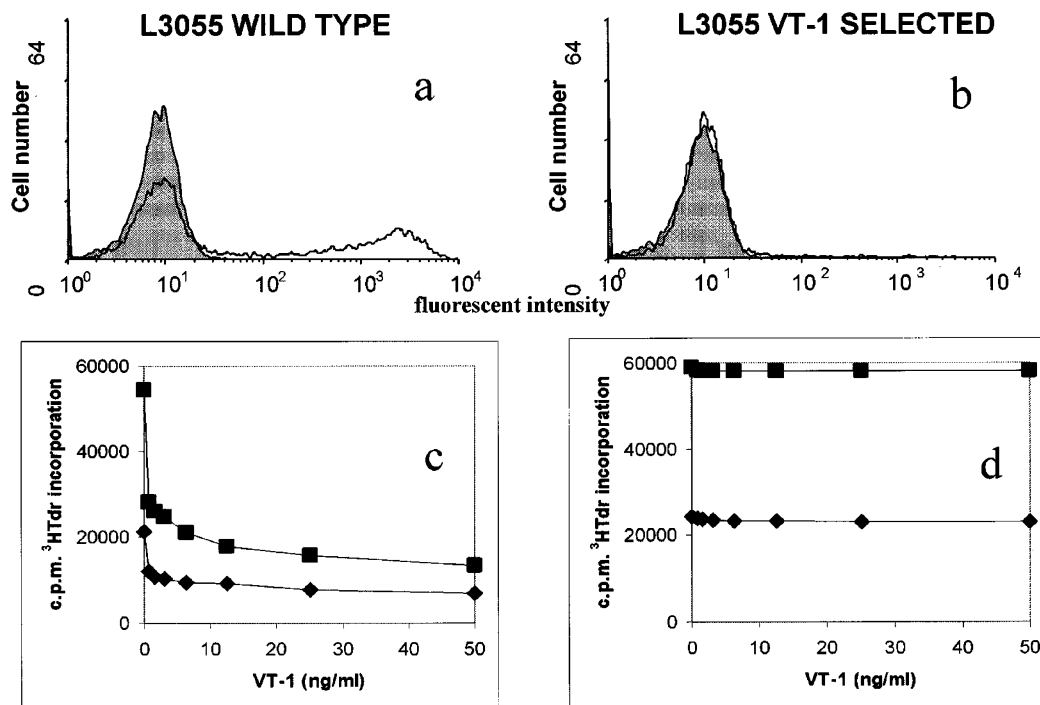 L3055 WILD TYPE
64
Cell number
0
a
10^0 10^1 10^2 10^3 10^4
L3055 VT-1 SELECTED
64
Cell number
0
b
10^0 10^1 10^2 10^3 10^4
fluorescent intensity
60000
40000
20000
0
c.p.m. ³HTdr incorporation
c
0 10 20 30 40 50
VT-1 (ng/ml)
60000
40000
20000
0
c.p.m. ³HTdr incorporation
d
0 10 20 30 40 50
VT-1 (ng/ml)